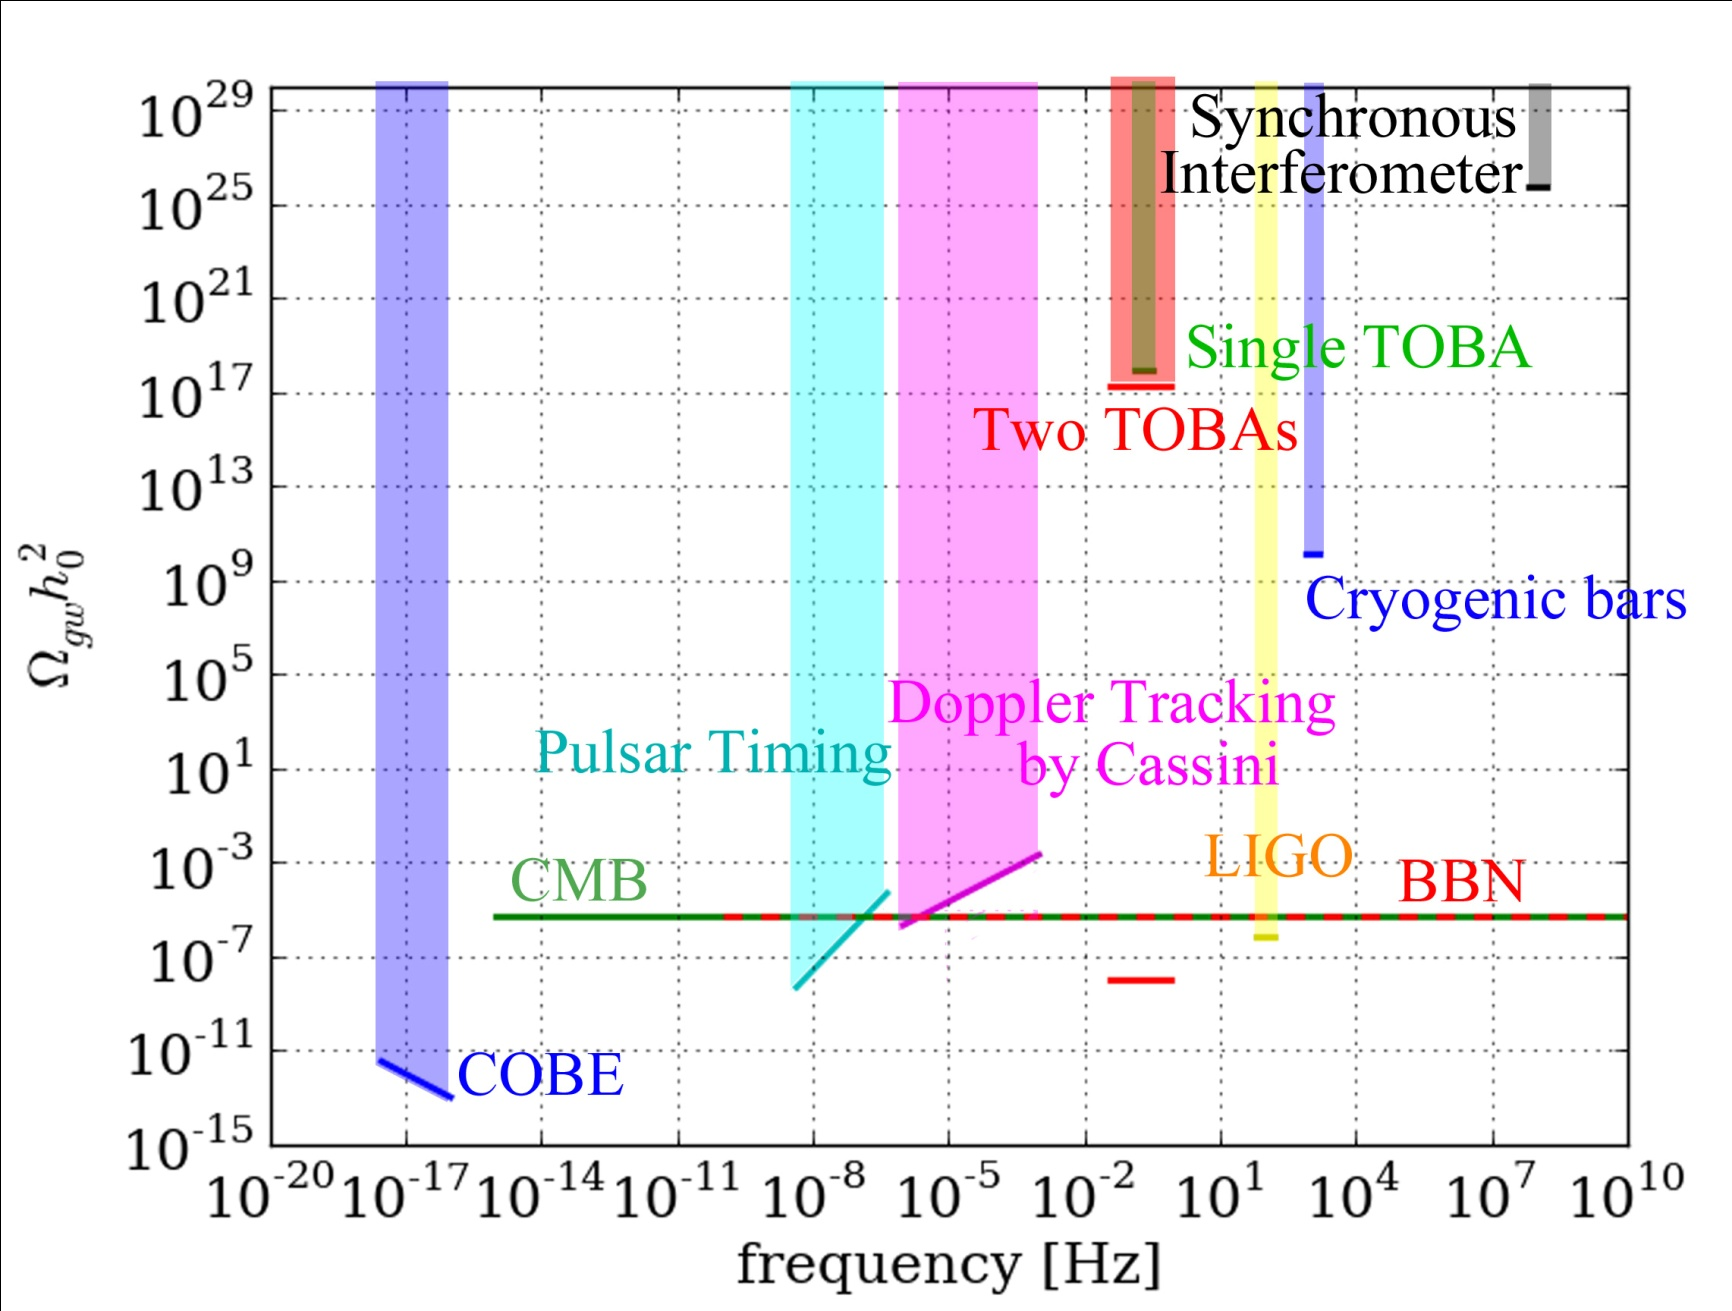 10^29
10^25
10^21
10^17
10^13
10^9
10^5
10^1
10^-3
10^-7
10^-11
10^-15
Ω_gw h_0^2
Synchronous
Interferometer
Single TOBA
Two TOBAs
Cryogenic bars
Doppler Tracking
by Cassini
Pulsar Timing
LIGO
CMB
BBN
COBE
10^-20 10^-17 10^-14 10^-11 10^-8 10^-5 10^-2 10^1 10^4 10^7 10^10
frequency [Hz]